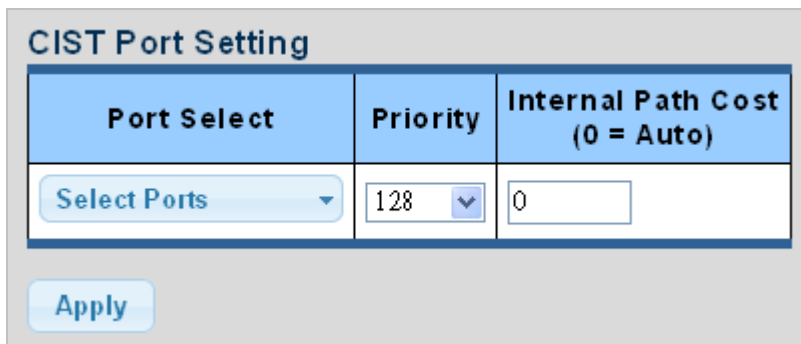 CIST Port Setting
Port Select
Priority
Internal Path Cost
(0 = Auto)
Select Ports
128
0
Apply